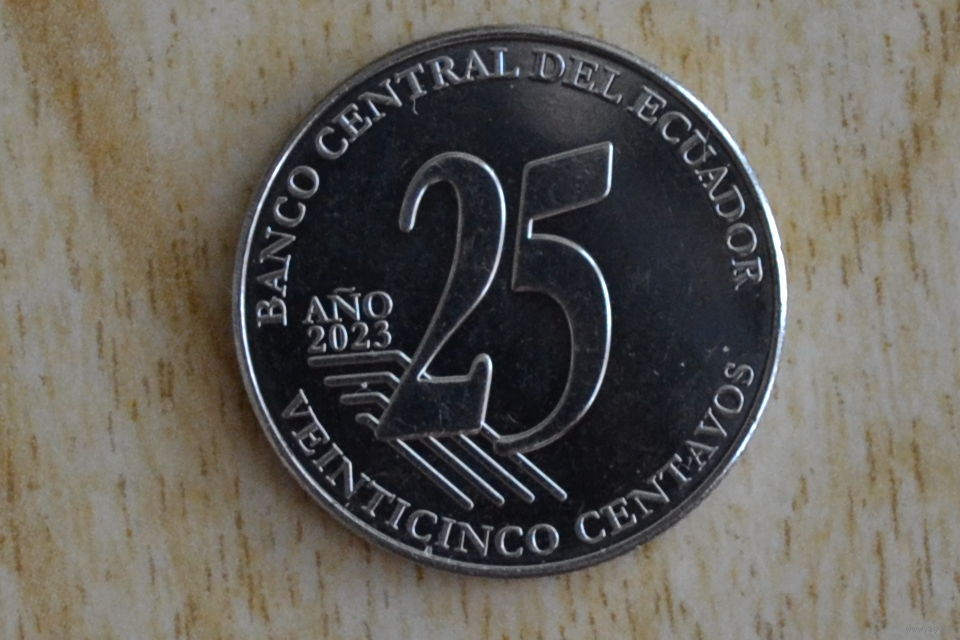 BANCO CENTRAL DEL ECUADOR
25
AÑO
2023
VEINTICINCO CENTAVOS